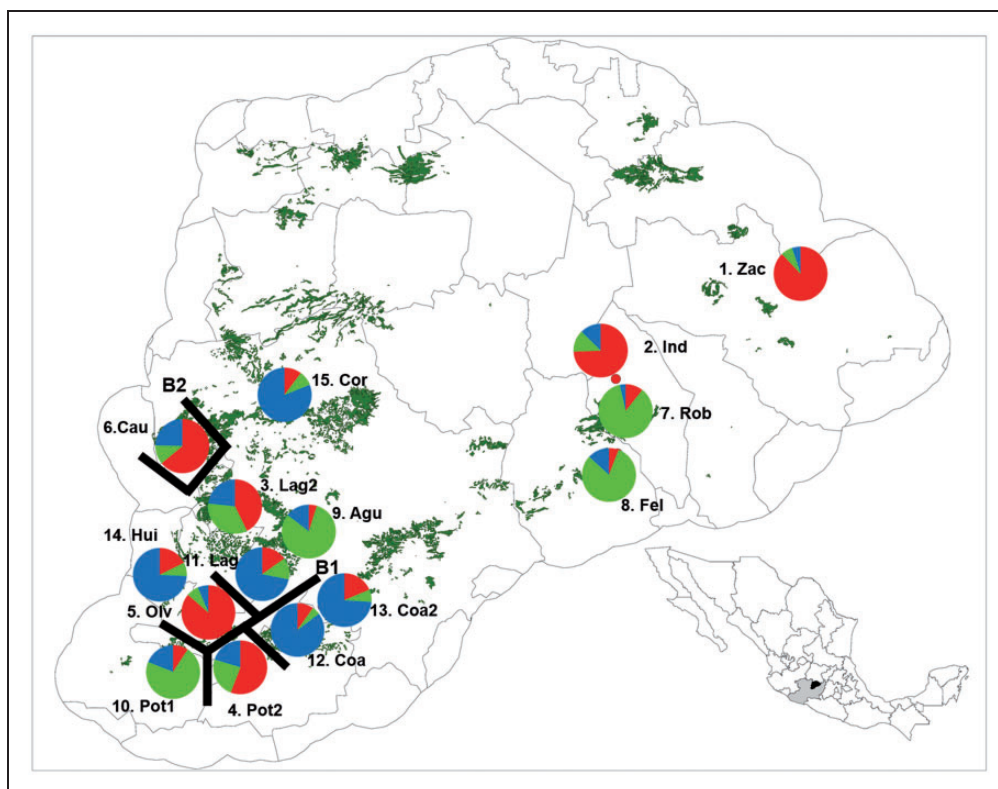 1. Zac
2. Ind
15. Cor
B2
7. Rob
6.Cau
8. Fel
3. Lag2
9. Agu
14. Hui
11. Lag
B1
5. Olv
13. Coa2
12. Coa
10. Pot1
4. Pot2